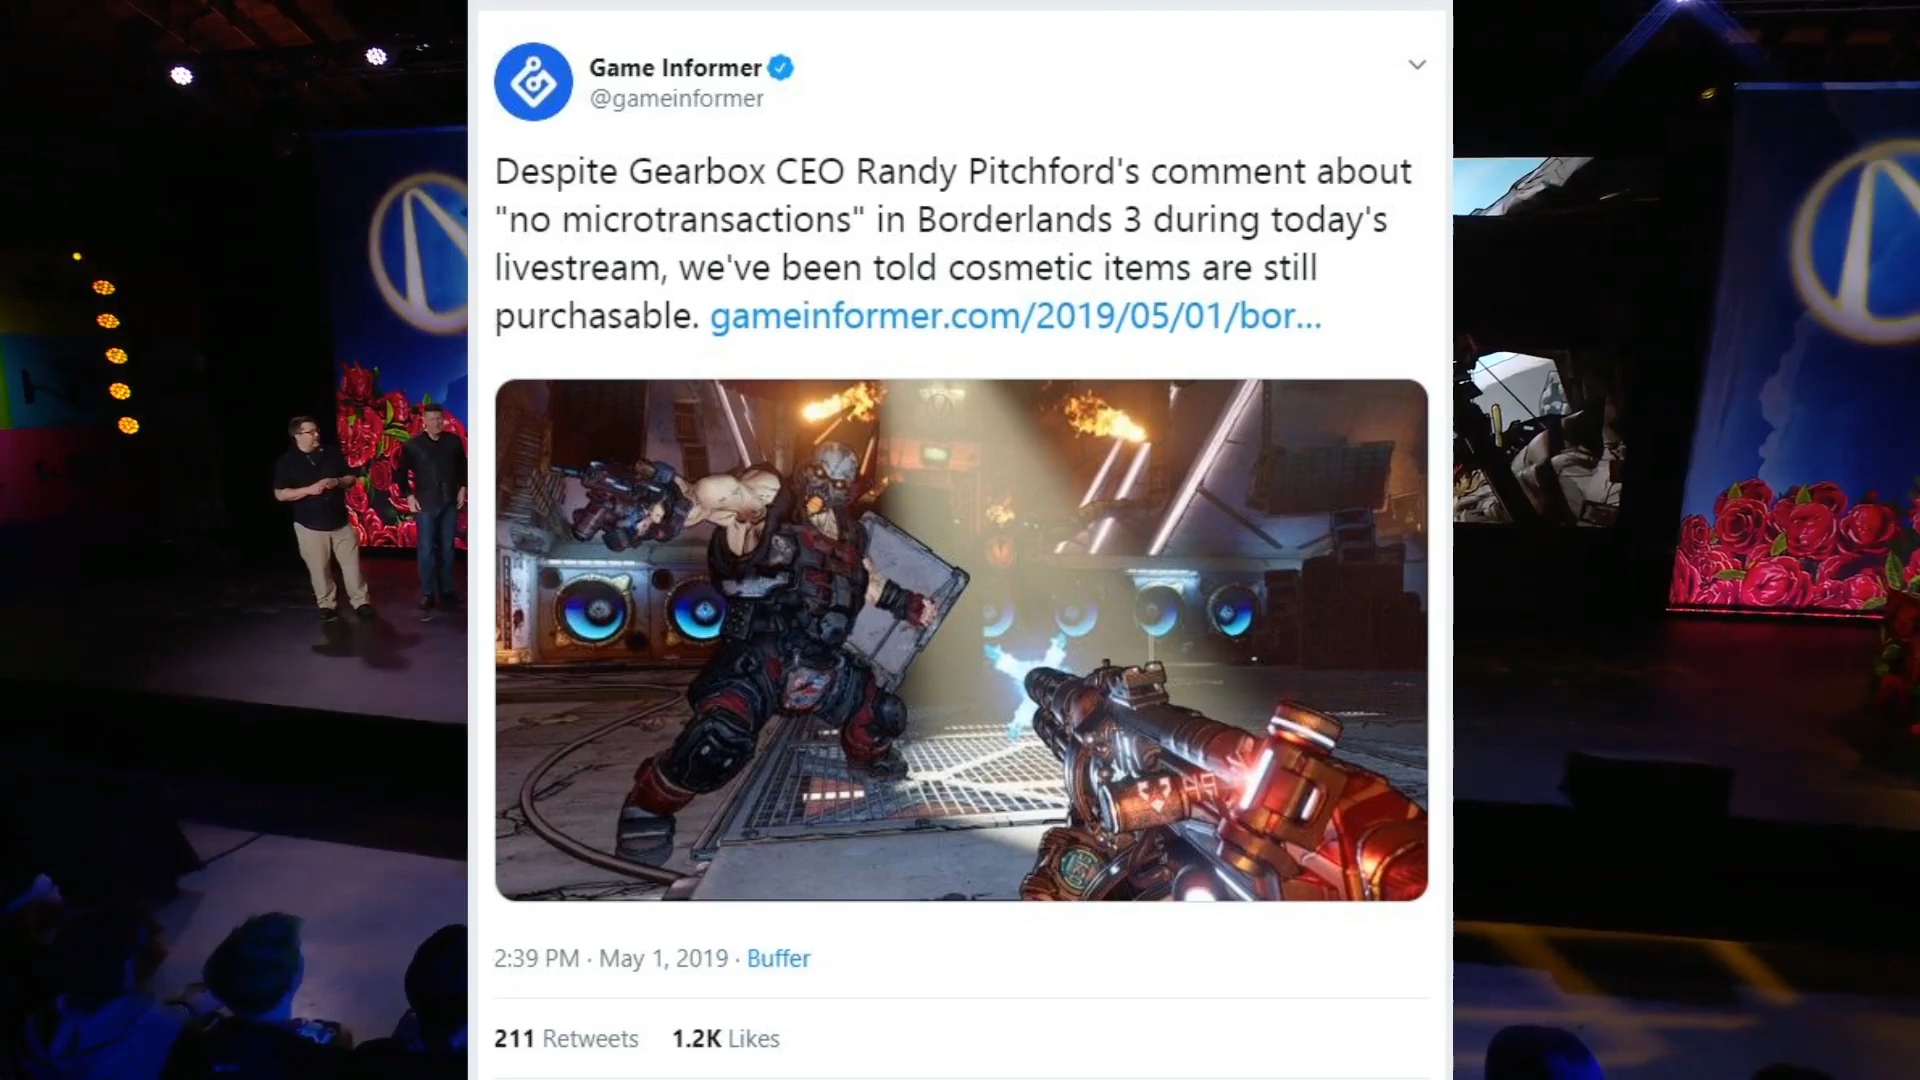 Game Informer
@gameinformer
Despite Gearbox CEO Randy Pitchford's comment about
"no microtransactions" in Borderlands 3 during today's
livestream, we've been told cosmetic items are still
purchasable. gameinformer.com/2019/05/01/bor...
2:39 PM · May 1, 2019 · Buffer
211 Retweets 1.2K Likes